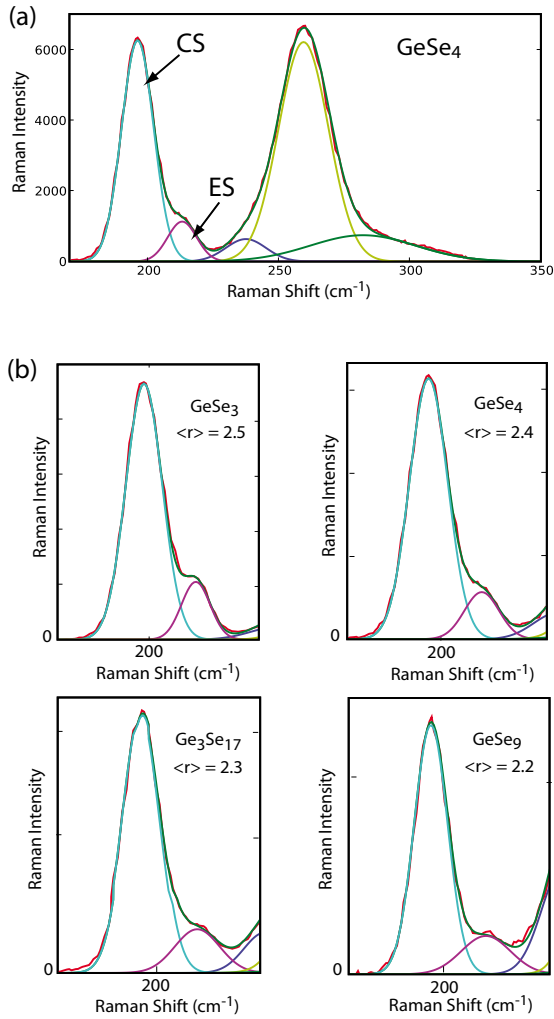 (a)
6000
4000
2000
0
Raman Intensity
CS
ES
GeSe4
200
250
300
350
Raman Shift (cm-1)
(b)
GeSe3
<r> = 2.5
Raman Intensity
0
200
Raman Shift (cm-1)
GeSe4
<r> = 2.4
Raman Intensity
0
200
Raman Shift (cm-1)
Ge3Se17
<r> = 2.3
Raman Intensity
0
200
Raman Shift (cm-1)
GeSe9
<r> = 2.2
Raman Intensity
0
200
Raman Shift (cm-1)